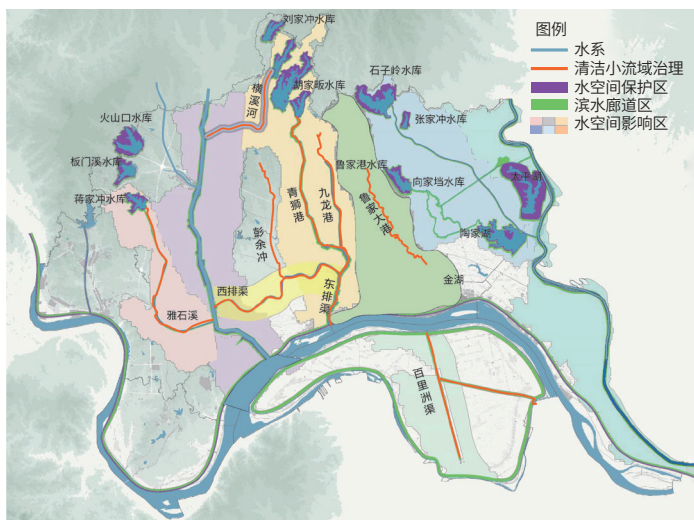 图例
水系
清洁小流域治理
水空间保护区
滨水廊道区
水空间影响区
刘家冲水库
胡家畈水库
横溪河
石子岭水库
张家冲水库
火山口水库
板门溪水库
蒋家冲水库
鲁家港水库
向家垱水库
太平湖
陶家湖
青狮港
九龙港
鲁家大港
彭余冲
西排渠
东排渠
金湖
雅石溪
百里洲渠